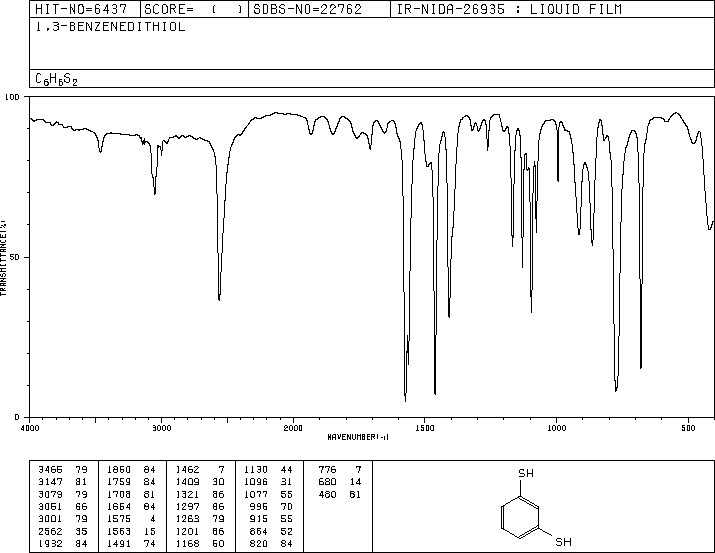 HIT-NO=6437 SCORE= ( ) SDBS-NO=22762 IR-NIDA-26935 : LIQUID FILM
1,3-BENZENEDITHIOL
C6H6S2
100
50
0
TRANSMITTANCE(%)
4000 3000 2000 1500 1000 500
WAVENUMBER(-1)
3466 79 1860 84 1462 7 1130 44 776 7
3147 81 1759 84 1409 30 1096 31 680 14
3079 79 1708 81 1321 86 1077 55 480 81
3051 66 1664 84 1297 86 996 70
3001 79 1575 4 1263 79 915 55
2562 35 1563 15 1201 86 864 52
1932 84 1491 74 1168 50 820 84
SH
SH